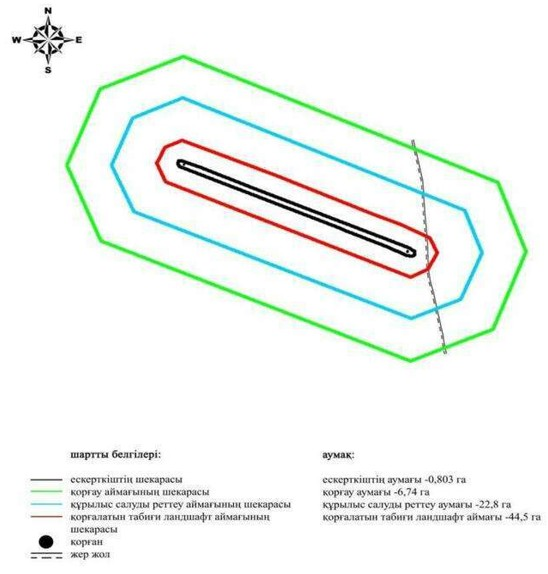 N
W E
S
шартты белгілері: аумақ:
ескерткіштің шекарасы ескерткіштің аумағы -0,803 га
қорғау аймағының шекарасы қорғау аумағы -6,74 га
құрылыс салуды реттеу аймағының шекарасы құрылыс салуды реттеу аумағы -22,8 га
қорғалатын табиғи ландшафт аймағының қорғалатын табиғи ландшафт аймағы -44,5 га
шекарасы
қорған
жер жол